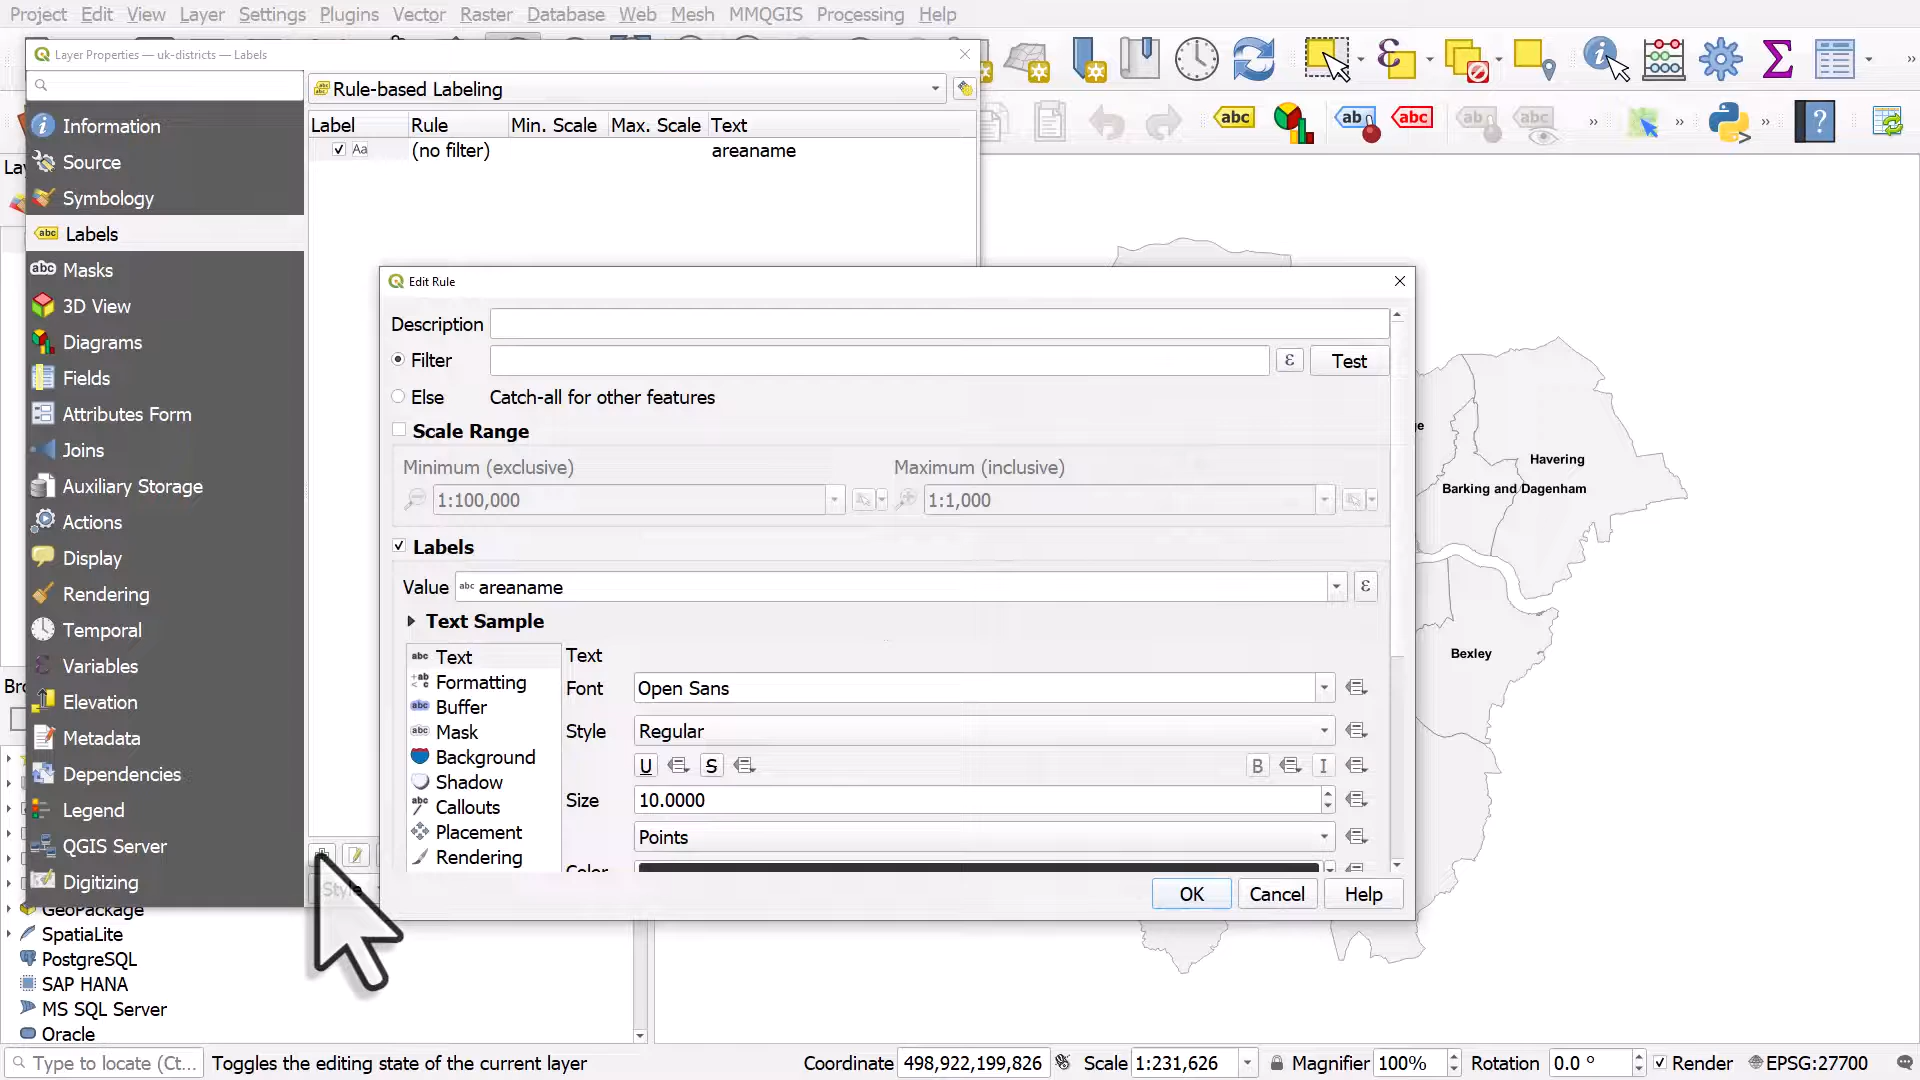 Project Edit View Layer Settings Plugins Vector Raster Database Web Mesh MMQGIS Processing Help
Layer Properties — uk-districts — Labels
Rule-based Labeling
Label Rule Min. Scale Max. Scale Text
Aa (no filter) areaname
Information
Source
Symbology
Labels
Masks
3D View
Diagrams
Fields
Attributes Form
Joins
Auxiliary Storage
Actions
Display
Rendering
Temporal
Variables
Elevation
Metadata
Dependencies
Legend
QGIS Server
Digitizing
Style
abc abc abc abc
Edit Rule
Description
Filter ε Test
Else Catch-all for other features
Scale Range
Minimum (exclusive) Maximum (inclusive)
1:100,000 1:1,000
Labels
Value abc areaname ε
Text Sample
Text
Formatting
Buffer
Mask
Background
Shadow
Callouts
Placement
Rendering
Text
Font Open Sans
Style Regular
U S B I
Size 10.0000
Points
Color
OK Cancel Help
ge
Havering
Barking and Dagenham
Bexley
GeoPackage
SpatiaLite
PostgreSQL
SAP HANA
MS SQL Server
Oracle
Type to locate (Ct... Toggles the editing state of the current layer Coordinate 498,922,199,826 Scale 1:231,626 Magnifier 100% Rotation 0.0 ° Render EPSG:27700